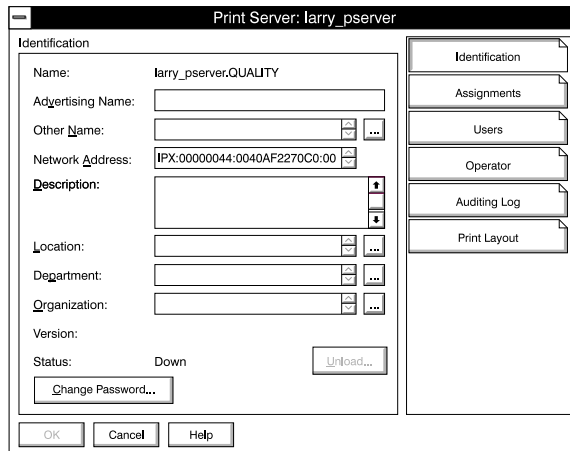 Print Server: larry_pserver
Identification
Name: larry_pserver.QUALITY
Advertising Name:
Other Name: ...
Network Address: IPX:00000044:0040AF2270C0:00
Description:
Location: ...
Department: ...
Organization: ...
Version:
Status: Down Unload...
Change Password...
OK Cancel Help
Identification
Assignments
Users
Operator
Auditing Log
Print Layout